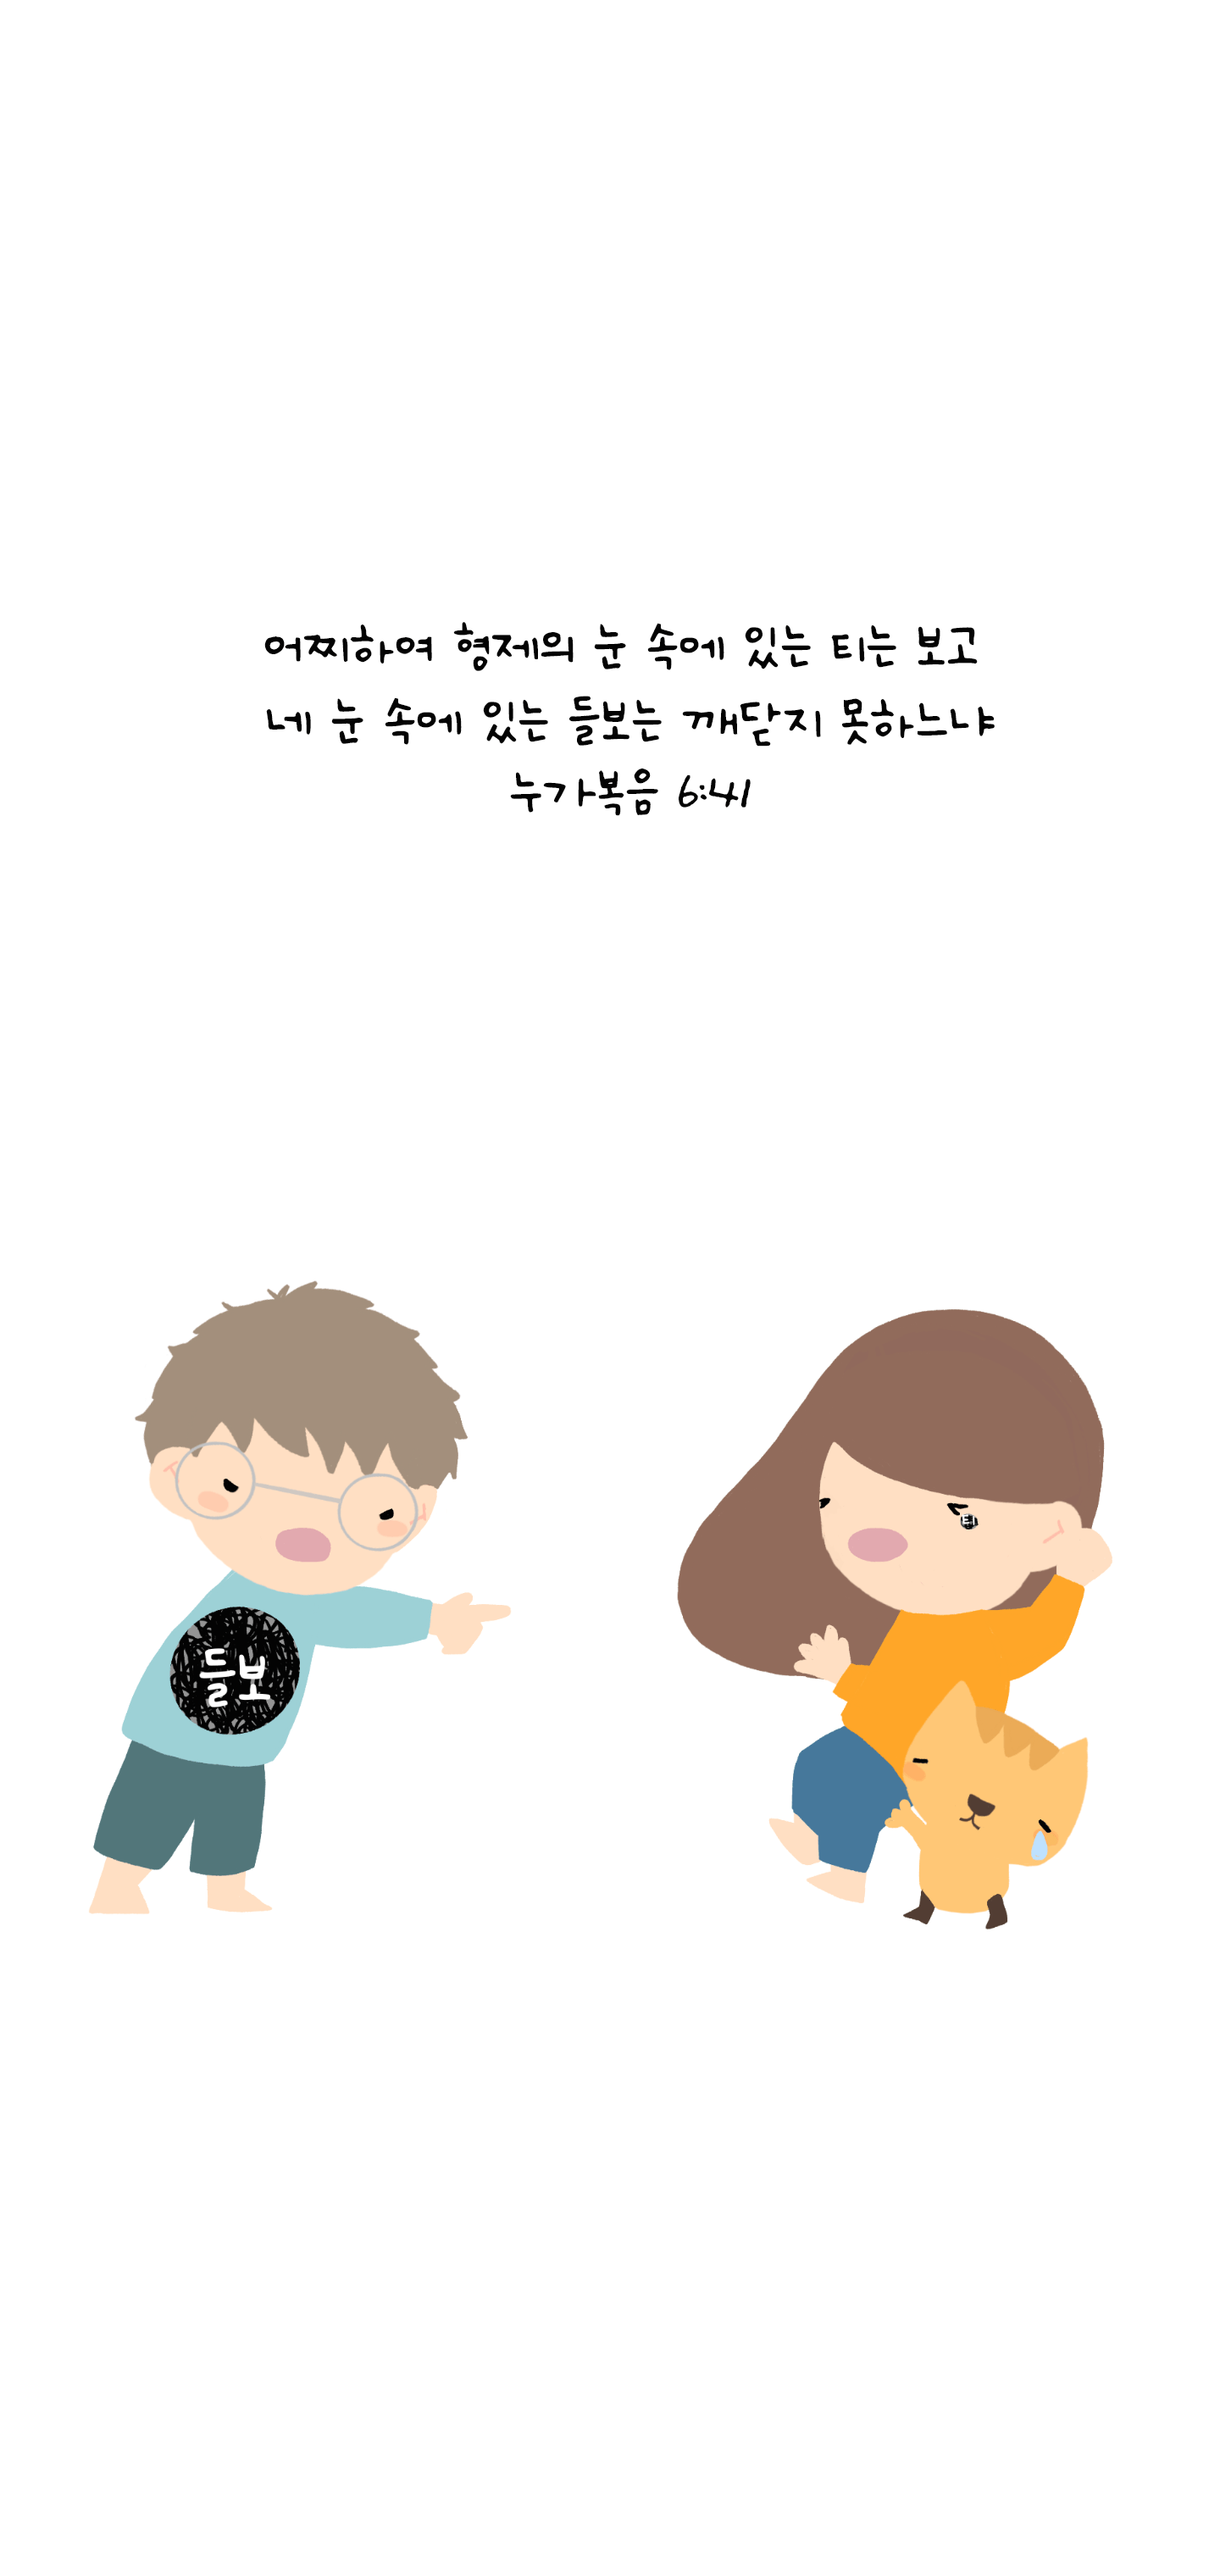 어찌하여 형제의 눈 속에 있는 티는 보고
네 눈 속에 있는 들보는 깨닫지 못하느냐
누가복음 6:41
들보
티